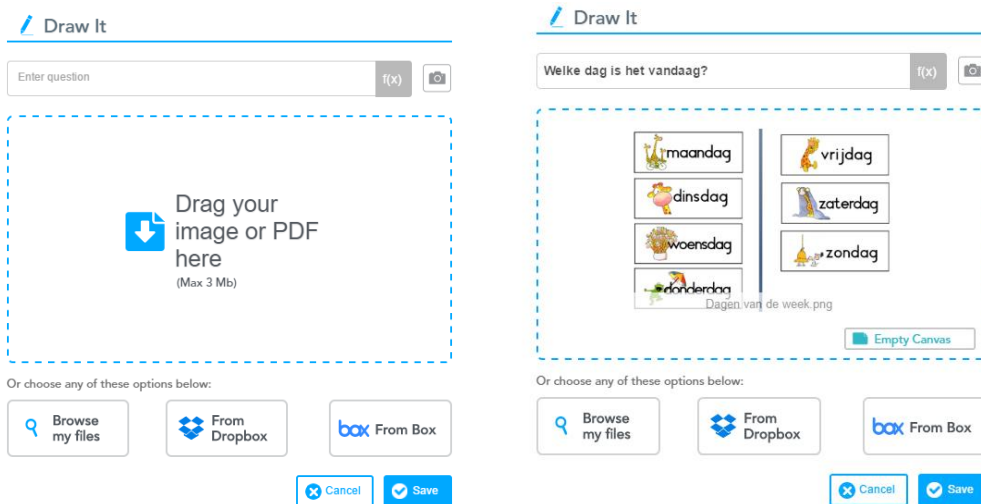 Draw It
Enter question
f(x)
Drag your
image or PDF
here
(Max 3 Mb)
Or choose any of these options below:
Browse
my files
From
Dropbox
box From Box
Cancel
Save
Draw It
Welke dag is het vandaag?
f(x)
maandag
dinsdag
woensdag
donderdag
vrijdag
zaterdag
zondag
Dagen van de week.png
Empty Canvas
Or choose any of these options below:
Browse
my files
From
Dropbox
box From Box
Cancel
Save